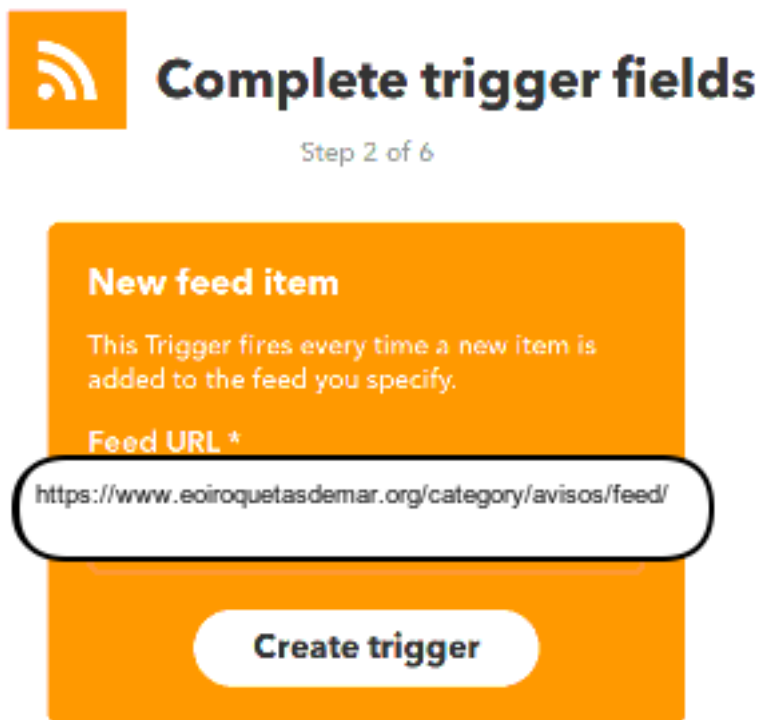 Complete trigger fields
Step 2 of 6
New feed item
This Trigger fires every time a new item is
added to the feed you specify.
Feed URL *
https://www.eoiroquetasdemar.org/category/avisos/feed/
Create trigger